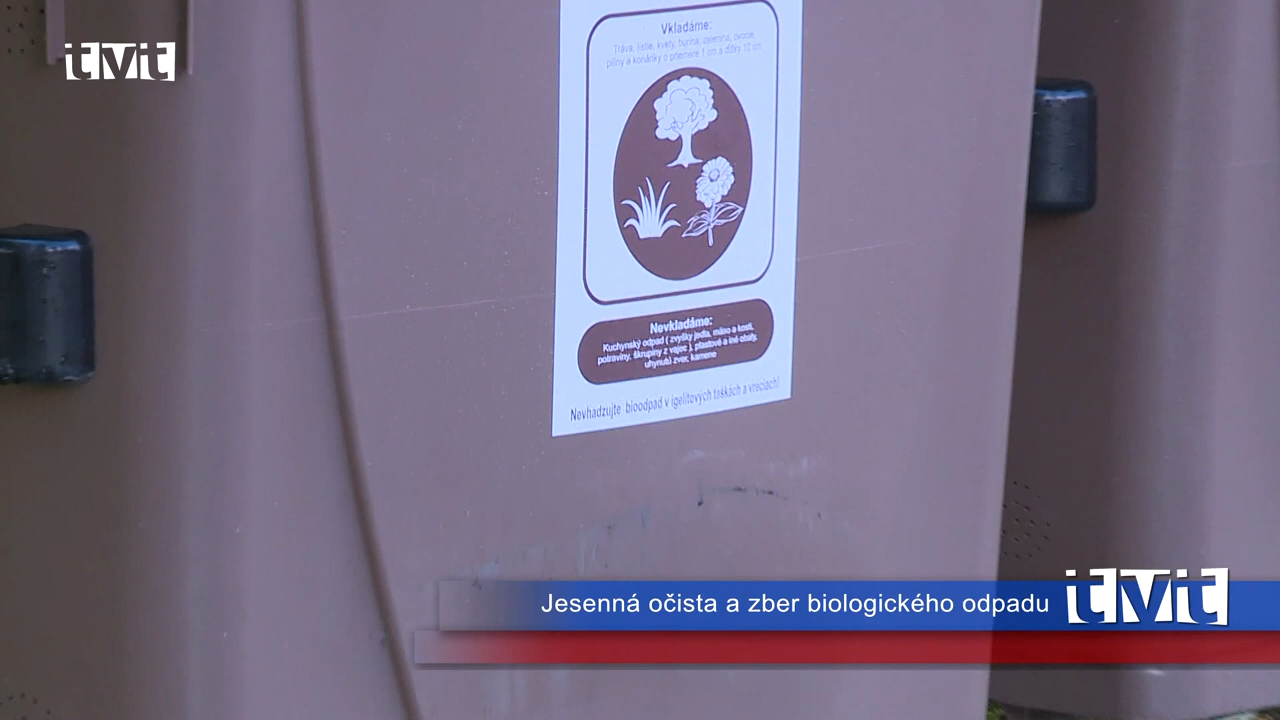 tvit
Vkladáme:
Tráva, lístie, kvety, burina, zelenina, ovocie,
piliny a konáriky o priemere 1 cm a dĺžky 12 cm
Nevkladáme:
Kuchynský odpad ( zvyšky jedla, mäso a kosti,
potraviny, škrupiny z vajec ), plastové a iné obaly,
uhynutú zver, kamene
Nevhadzujte bioodpad v igelitových taškách a vreciach!
Jesenná očista a zber biologického odpadu
tvit